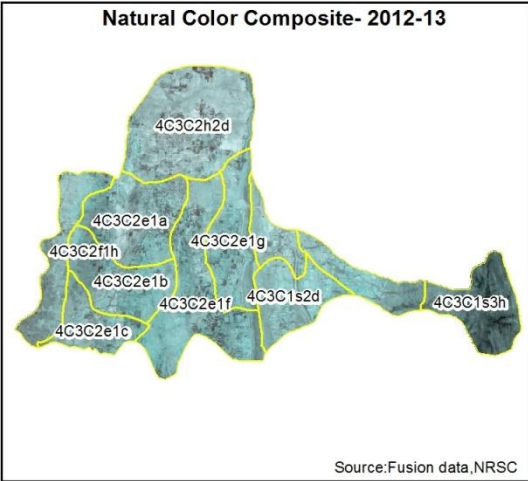 Natural Color Composite- 2012-13
4C3C2h2d
4C3C2e1a
4C3C2e1g
4C3C2f1h
4C3C2e1b
4C3C2e1f
4C3C1s2d
4C3C1s3h
4C3C2e1c
Source:Fusion data,NRSC